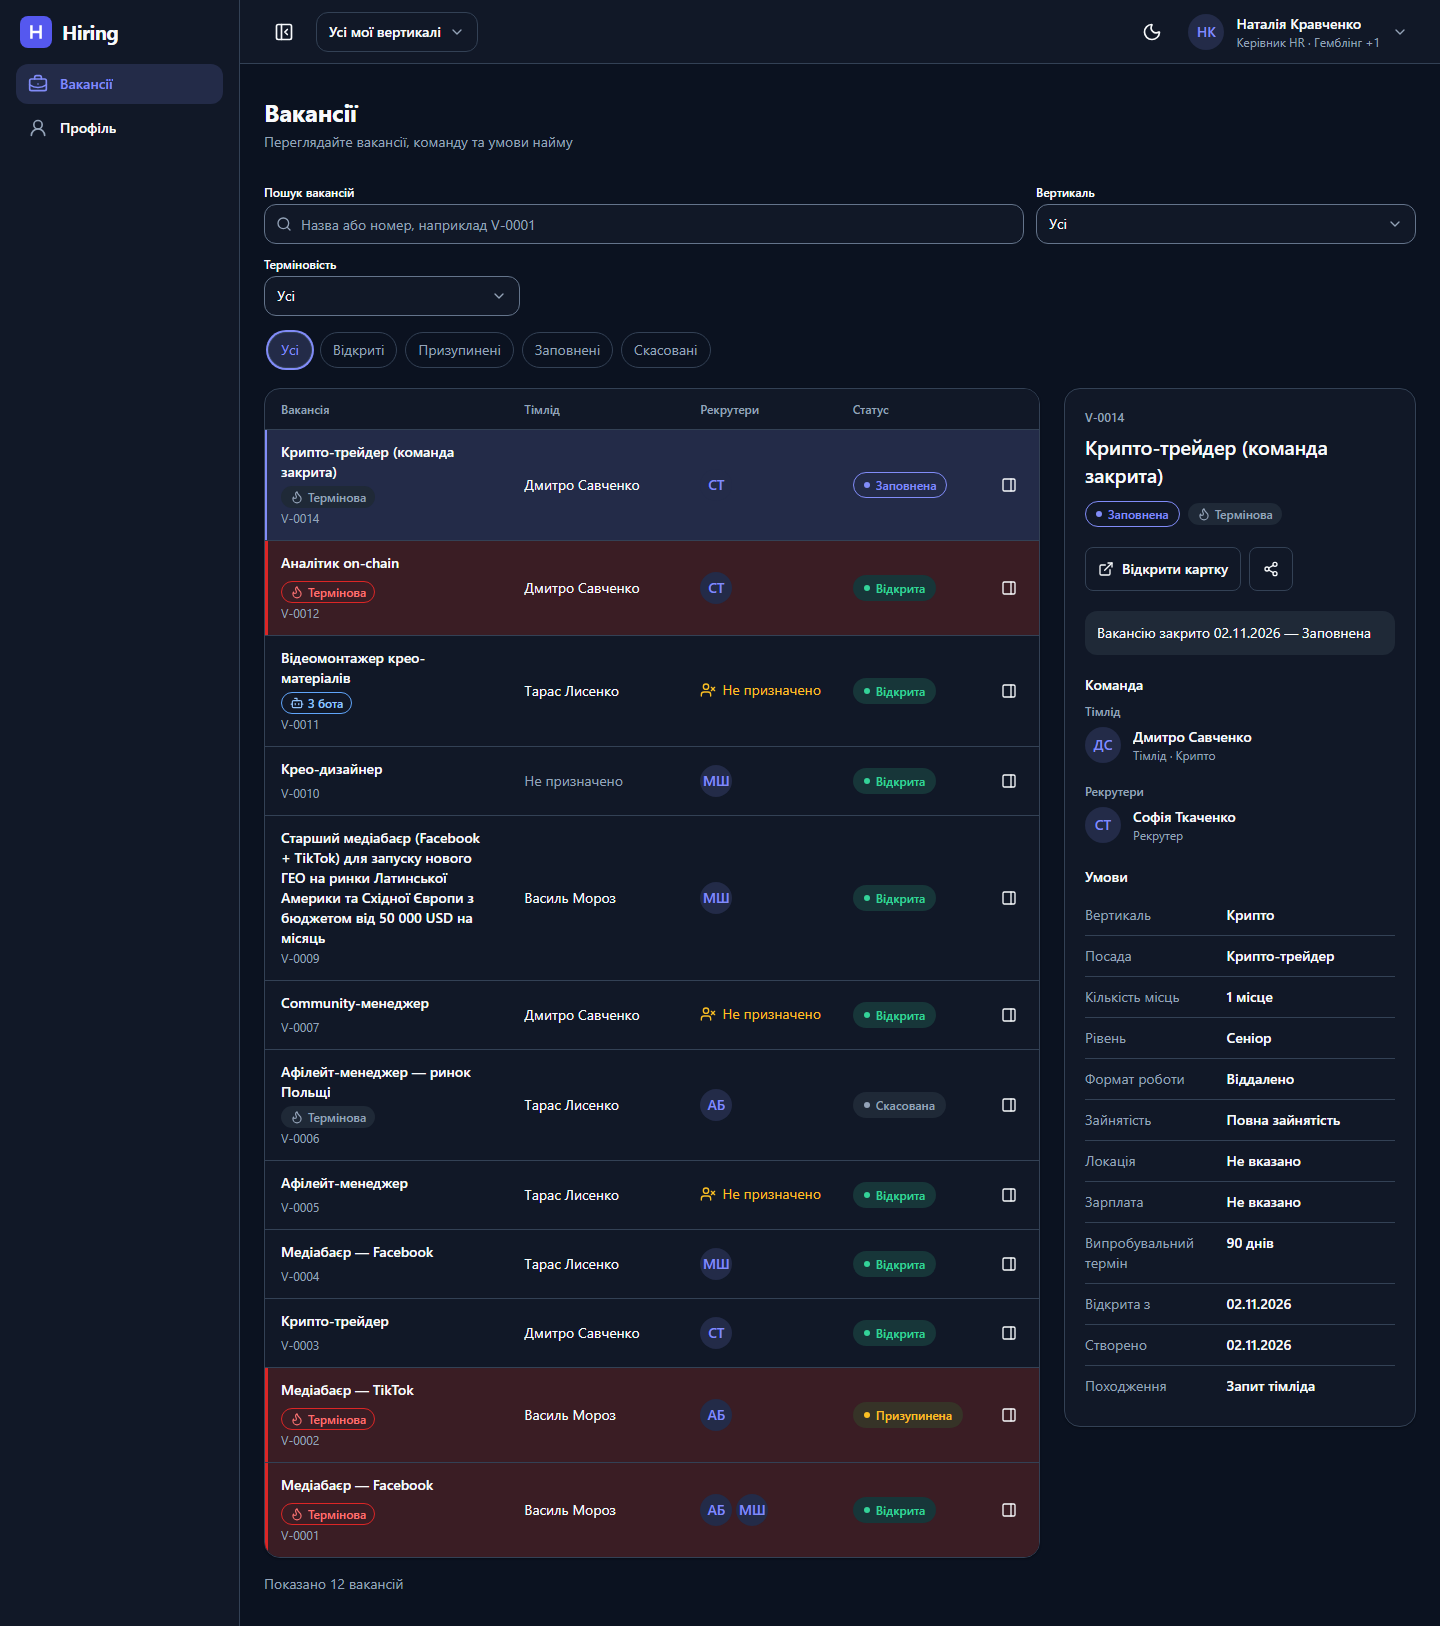 H Hiring
Вакансії
Профіль
Усі мої вертикалі
НК
Наталія Кравченко
Керівник HR · Гемблінг +1
Вакансії
Переглядайте вакансії, команду та умови найму
Пошук вакансій
Назва або номер, наприклад V-0001
Вертикаль
Усі
Терміновість
Усі
Усі
Відкриті
Призупинені
Заповнені
Скасовані
Вакансія Тімлід Рекрутери Статус
Крипто-трейдер (команда
закрита)
Термінова
V-0014
Дмитро Савченко
СТ
Заповнена
Аналітик on-chain
Термінова
V-0012
Дмитро Савченко
СТ
Відкрита
Відеомонтажер крео-
матеріалів
З бота
V-0011
Тарас Лисенко
Не призначено
Відкрита
Крео-дизайнер
V-0010
Не призначено
МШ
Відкрита
Старший медіабаєр (Facebook
+ TikTok) для запуску нового
ГЕО на ринки Латинської
Америки та Східної Європи з
бюджетом від 50 000 USD на
місяць
V-0009
Василь Мороз
МШ
Відкрита
Community-менеджер
V-0007
Дмитро Савченко
Не призначено
Відкрита
Афілейт-менеджер — ринок
Польщі
Термінова
V-0006
Тарас Лисенко
АБ
Скасована
Афілейт-менеджер
V-0005
Тарас Лисенко
Не призначено
Відкрита
Медіабаєр — Facebook
V-0004
Тарас Лисенко
МШ
Відкрита
Крипто-трейдер
V-0003
Дмитро Савченко
СТ
Відкрита
Медіабаєр — TikTok
Термінова
V-0002
Василь Мороз
АБ
Призупинена
Медіабаєр — Facebook
Термінова
V-0001
Василь Мороз
АБ МШ
Відкрита
Показано 12 вакансій
V-0014
Крипто-трейдер (команда
закрита)
Заповнена
Термінова
Відкрити картку
Вакансію закрито 02.11.2026 — Заповнена
Команда
Тімлід
ДС
Дмитро Савченко
Тімлід · Крипто
Рекрутери
СТ
Софія Ткаченко
Рекрутер
Умови
Вертикаль Крипто
Посада Крипто-трейдер
Кількість місць 1 місце
Рівень Сеніор
Формат роботи Віддалено
Зайнятість Повна зайнятість
Локація Не вказано
Зарплата Не вказано
Випробувальний
термін
90 днів
Відкрита з 02.11.2026
Створено 02.11.2026
Походження Запит тімліда